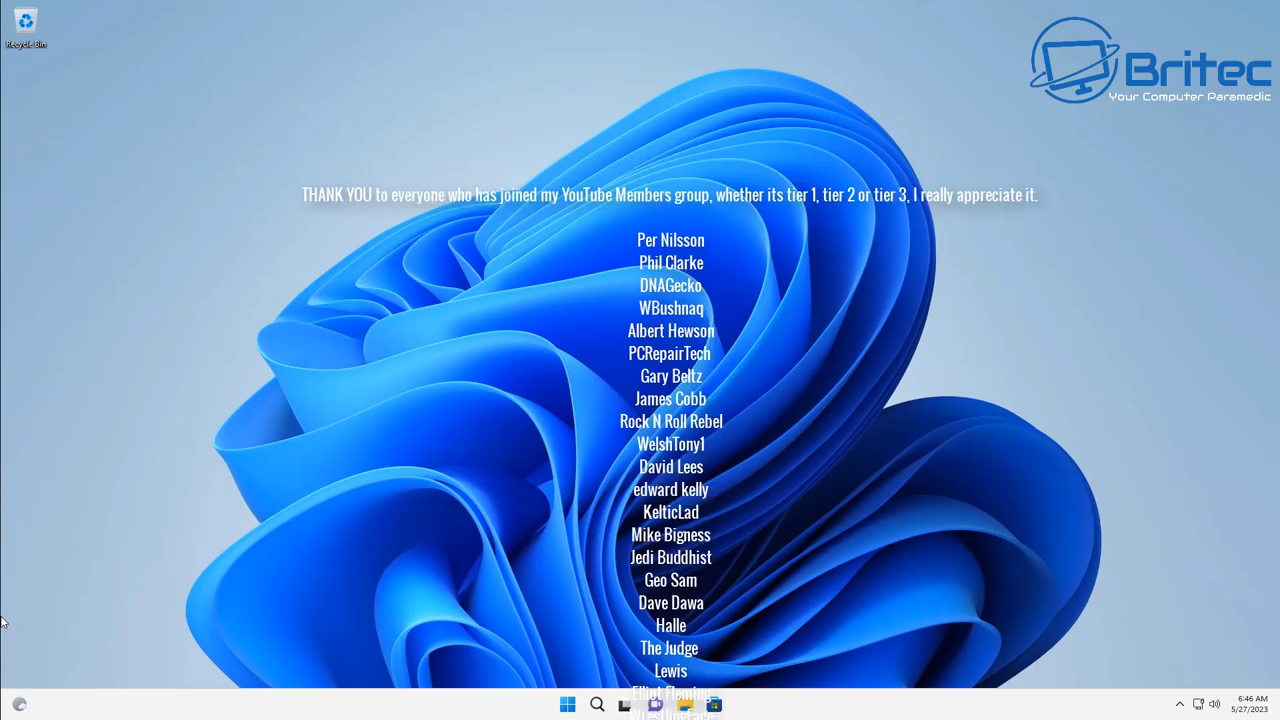 Recycle Bin
Britec
Your Computer Paramedic
THANK YOU to everyone who has joined my YouTube Members group, whether its tier 1, tier 2 or tier 3, I really appreciate it.
Per Nilsson
Phil Clarke
DNAGecko
WBushnaq
Albert Hewson
PCRepairTech
Gary Beltz
James Cobb
Rock N Roll Rebel
WelshTony1
David Lees
edward kelly
KelticLad
Mike Bigness
Jedi Buddhist
Geo Sam
Dave Dawa
Halle
The Judge
Lewis
Elliot Fleming
6:46 AM
5/27/2023